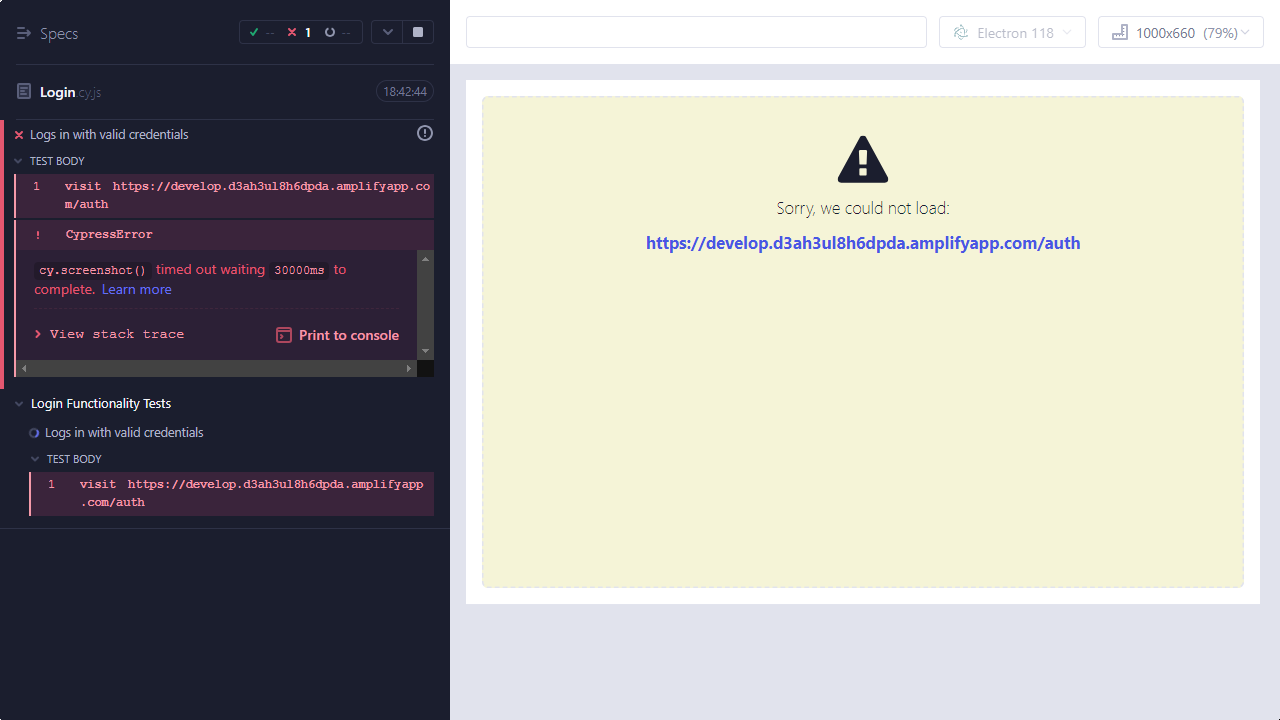 Specs
-- 1 --
Login.cy.js
18:42:44
Logs in with valid credentials
TEST BODY
1 visit https://develop.d3ah3ul8h6dpda.amplifyapp.co
m/auth
! CypressError
cy.screenshot() timed out waiting 30000ms to
complete. Learn more
View stack trace
Print to console
Login Functionality Tests
Logs in with valid credentials
TEST BODY
1 visit https://develop.d3ah3ul8h6dpda.amplifyapp
.com/auth
Electron 118
1000x660 (79%)
Sorry, we could not load:
https://develop.d3ah3ul8h6dpda.amplifyapp.com/auth